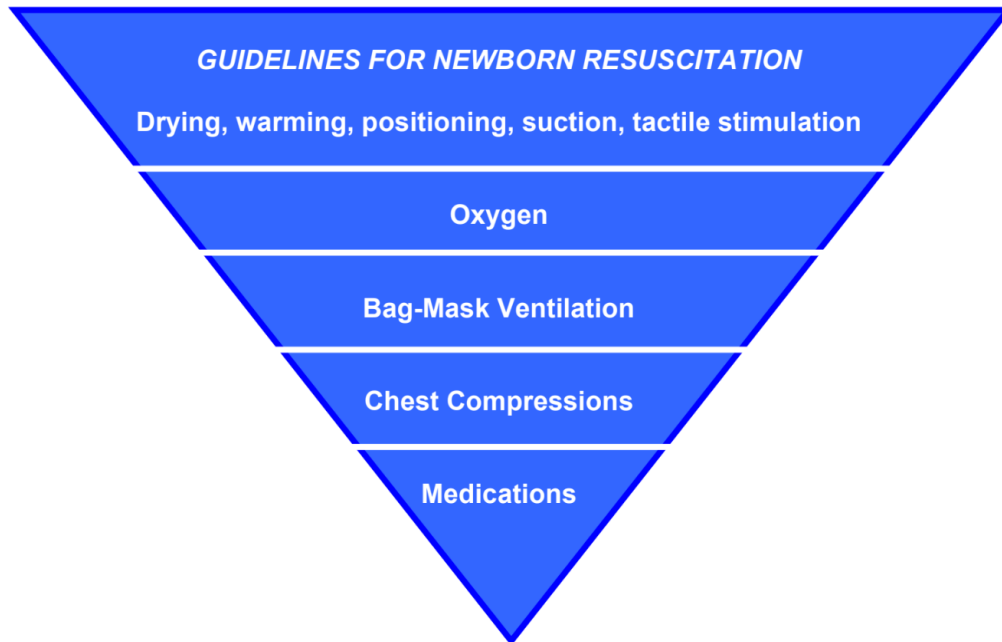 GUIDELINES FOR NEWBORN RESUSCITATION
Drying, warming, positioning, suction, tactile stimulation
Oxygen
Bag-Mask Ventilation
Chest Compressions
Medications